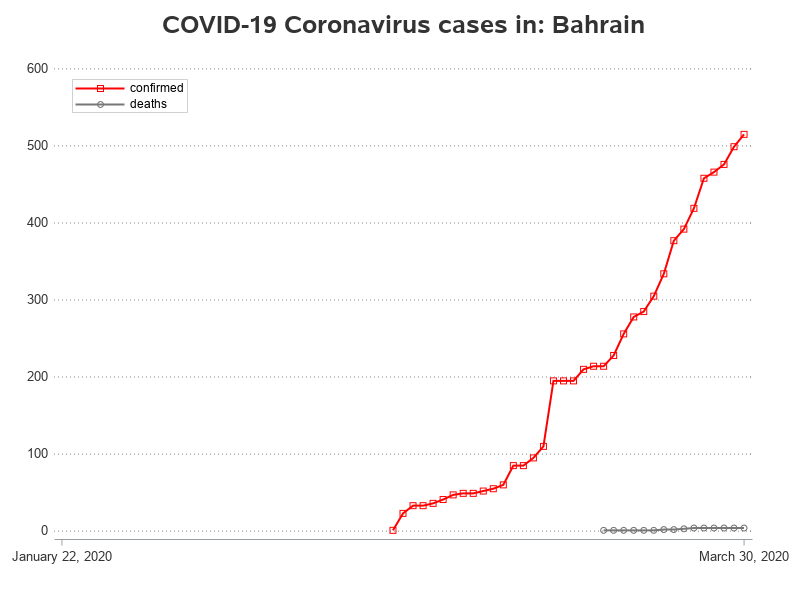 COVID-19 Coronavirus cases in: Bahrain
600
confirmed
deaths
500
400
300
200
100
0
January 22, 2020
March 30, 2020